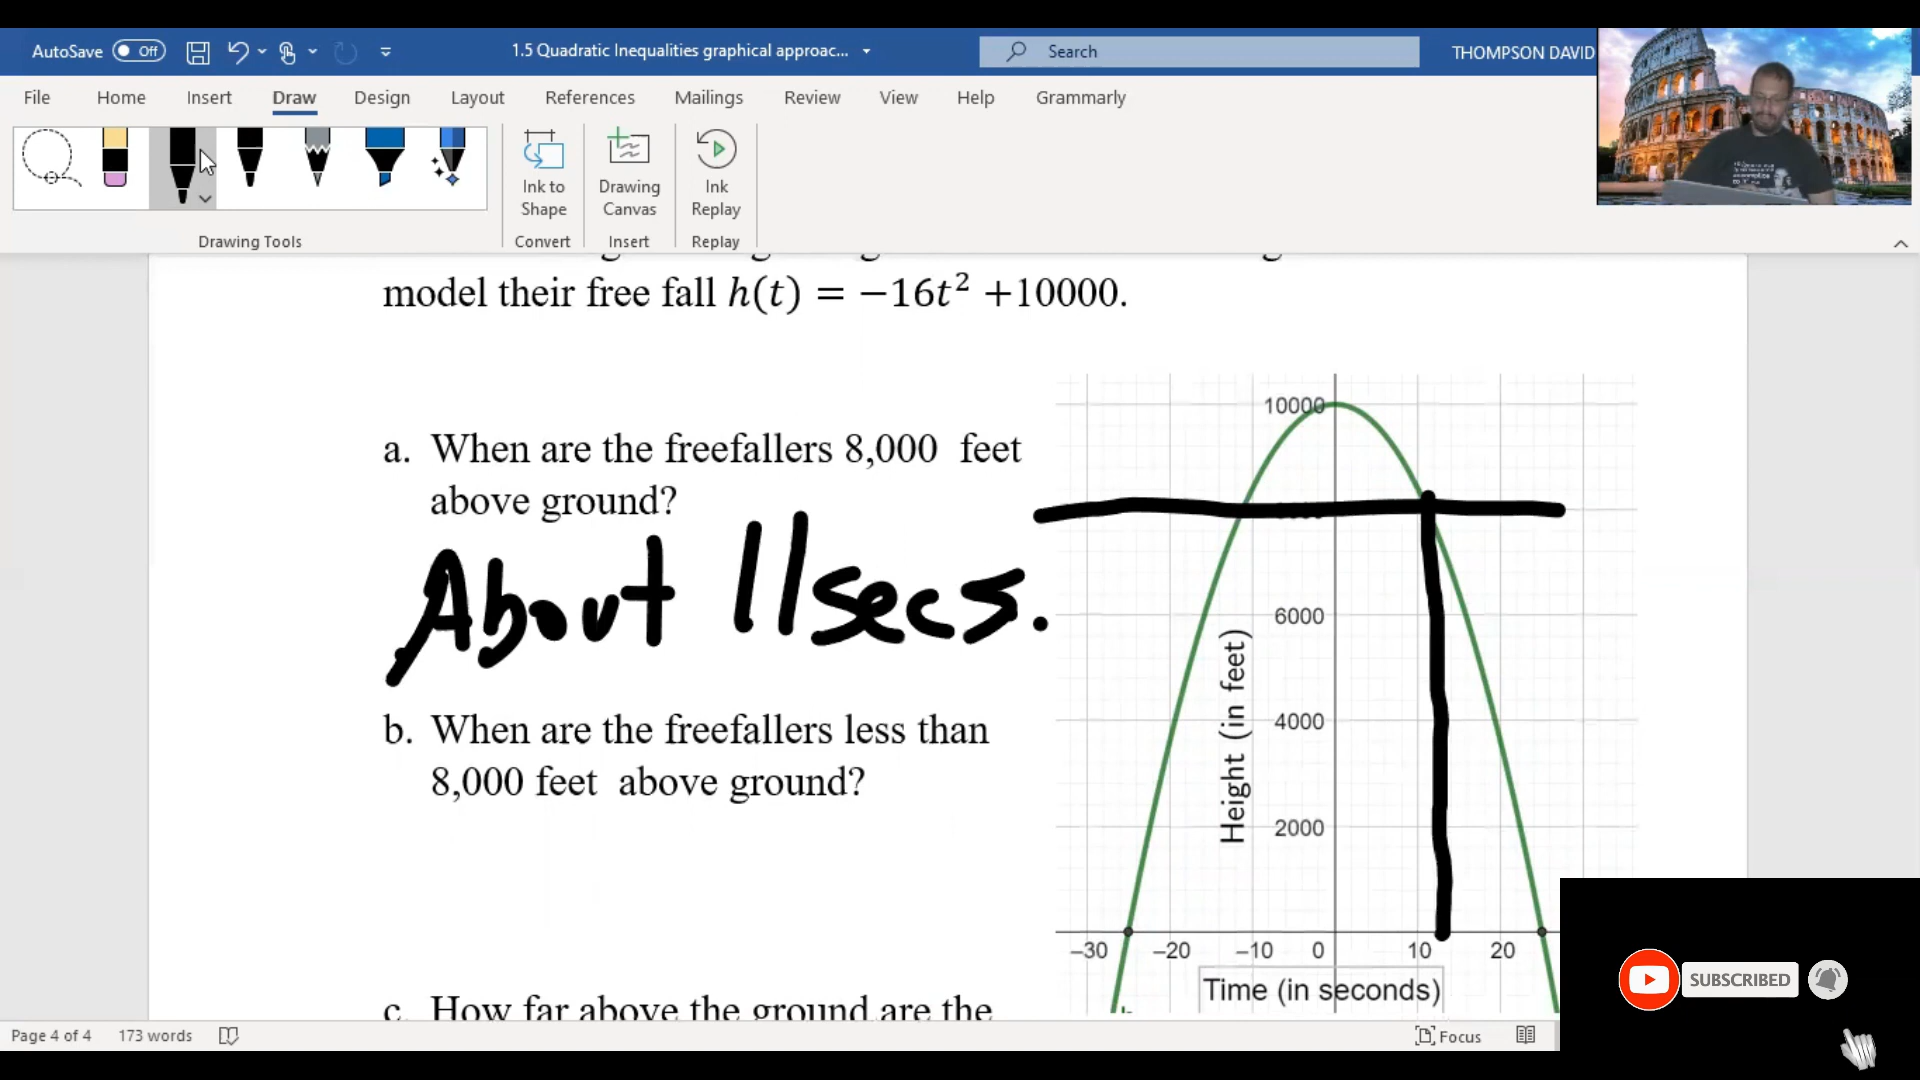 AutoSave Off
1.5 Quadratic Inequalities graphical approac...
Search
THOMPSON DAVID
File Home Insert Draw Design Layout References Mailings Review View Help Grammarly
Ink to Shape
Drawing Canvas
Ink Replay
Drawing Tools
Convert
Insert
Replay
model their free fall h(t) = −16t² +10000.
a. When are the freefallers 8,000 feet
above ground?
About 11secs.
b. When are the freefallers less than
8,000 feet above ground?
c. How far above the ground are the
10000
6000
4000
2000
Height (in feet)
−30 −20 −10 0 10 20
Time (in seconds)
SUBSCRIBED
Page 4 of 4 173 words
Focus